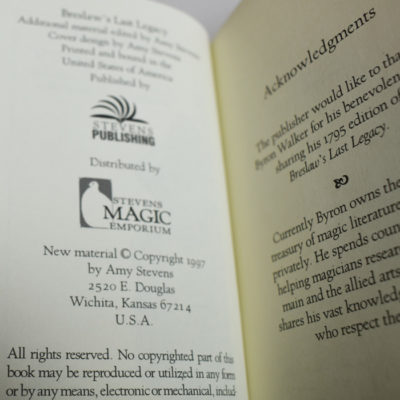 Breslaw's Last Legacy
Additional material edited by Amy Stevens
Cover design by Amy Stevens
Printed and bound in the
United States of America
Published by
STEVENS
PUBLISHING
Distributed by
STEVENS
MAGIC
EMPORIUM
New material © Copyright 1997
by Amy Stevens
2520 E. Douglas
Wichita, Kansas 67214
U.S.A.
All rights reserved. No copyrighted part of this
book may be reproduced or utilized in any form
or by any means, electronic or mechanical, includ
Acknowledgments
The publisher would like to tha
Byron Walker for his benevolen
sharing his 1795 edition of
Breslaw's Last Legacy.
Currently Byron owns the
treasury of magic literature
privately. He spends coun
helping magicians resear
main and the allied arts
shares his vast knowled
who respect the